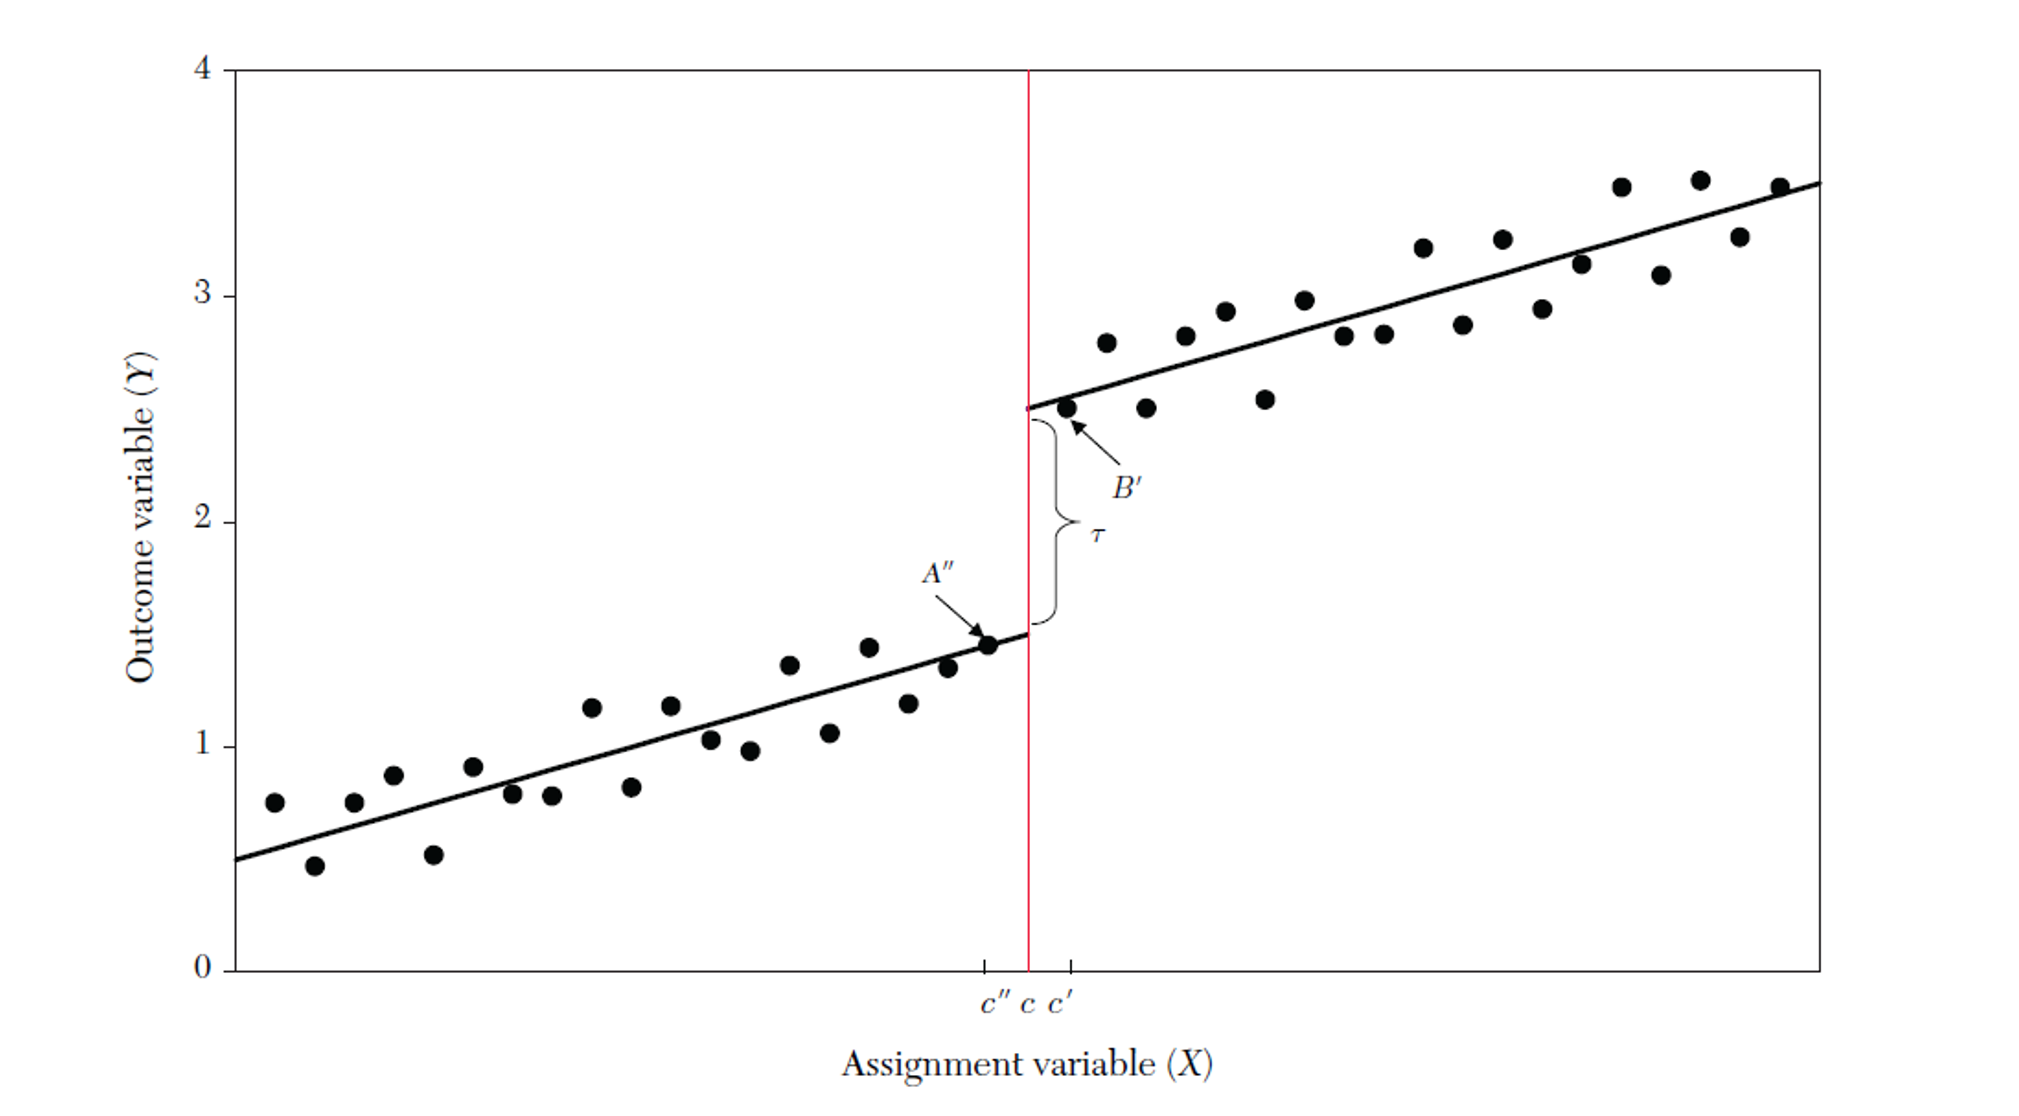 4
3
2
1
0
Outcome variable (Y)
B′
τ
A″
c″ c c′
Assignment variable (X)